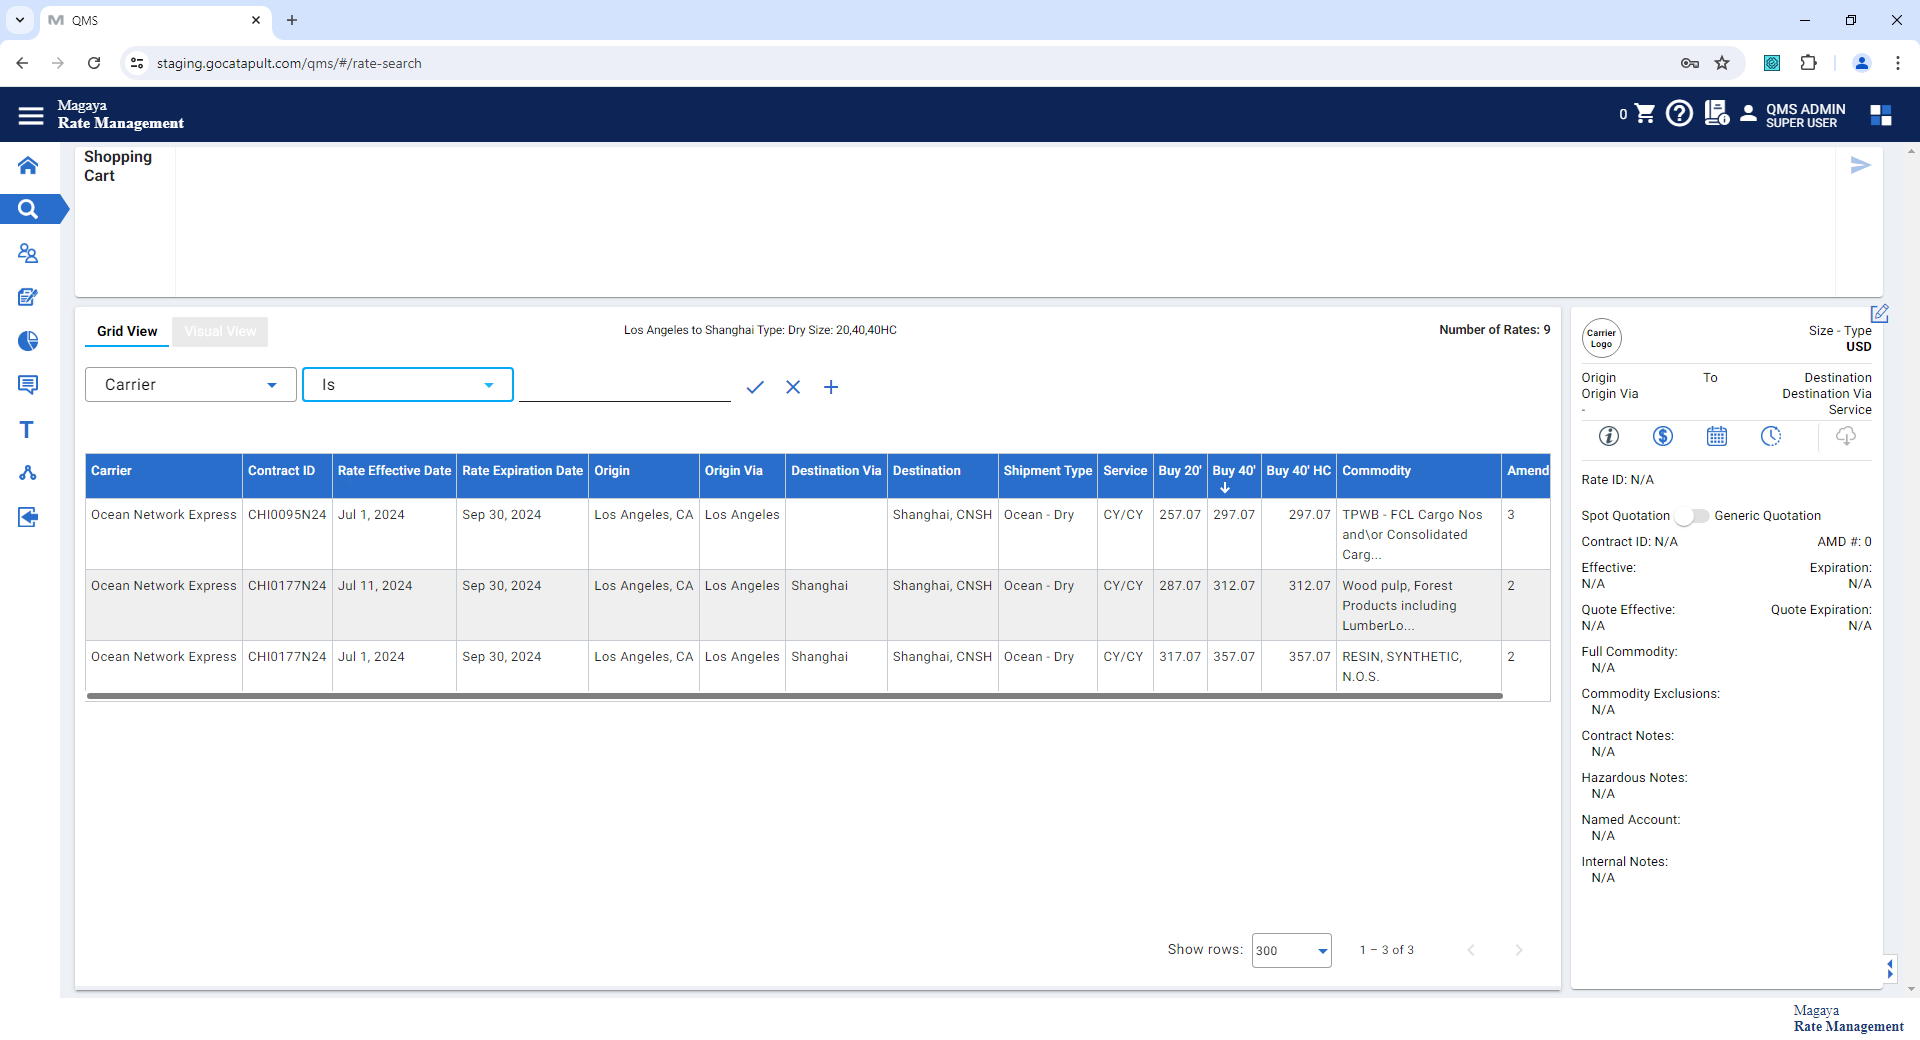 QMS
staging.gocatapult.com/qms/#/rate-search
Magaya
Rate Management
0
QMS ADMIN
SUPER USER
Shopping
Cart
Grid View
Visual View
Los Angeles to Shanghai Type: Dry Size: 20,40,40HC
Number of Rates: 9
Carrier
Is
Carrier Contract ID Rate Effective Date Rate Expiration Date Origin Origin Via Destination Via Destination Shipment Type Service Buy 20' Buy 40' Buy 40' HC Commodity Amend
Ocean Network Express CHI0095N24 Jul 1, 2024 Sep 30, 2024 Los Angeles, CA Los Angeles Shanghai, CNSH Ocean - Dry CY/CY 257.07 297.07 297.07 TPWB - FCL Cargo Nos 3
and\or Consolidated
Carg...
Ocean Network Express CHI0177N24 Jul 11, 2024 Sep 30, 2024 Los Angeles, CA Los Angeles Shanghai Shanghai, CNSH Ocean - Dry CY/CY 287.07 312.07 312.07 Wood pulp, Forest 2
Products including
LumberLo...
Ocean Network Express CHI0177N24 Jul 1, 2024 Sep 30, 2024 Los Angeles, CA Los Angeles Shanghai Shanghai, CNSH Ocean - Dry CY/CY 317.07 357.07 357.07 RESIN, SYNTHETIC, 2
N.O.S.
Show rows: 300 1 – 3 of 3
Carrier
Logo
Size - Type
USD
Origin To Destination
Origin Via Destination Via
- Service
Rate ID: N/A
Spot Quotation Generic Quotation
Contract ID: N/A AMD #: 0
Effective: Expiration:
N/A N/A
Quote Effective: Quote Expiration:
N/A N/A
Full Commodity:
N/A
Commodity Exclusions:
N/A
Contract Notes:
N/A
Hazardous Notes:
N/A
Named Account:
N/A
Internal Notes:
N/A
Magaya
Rate Management